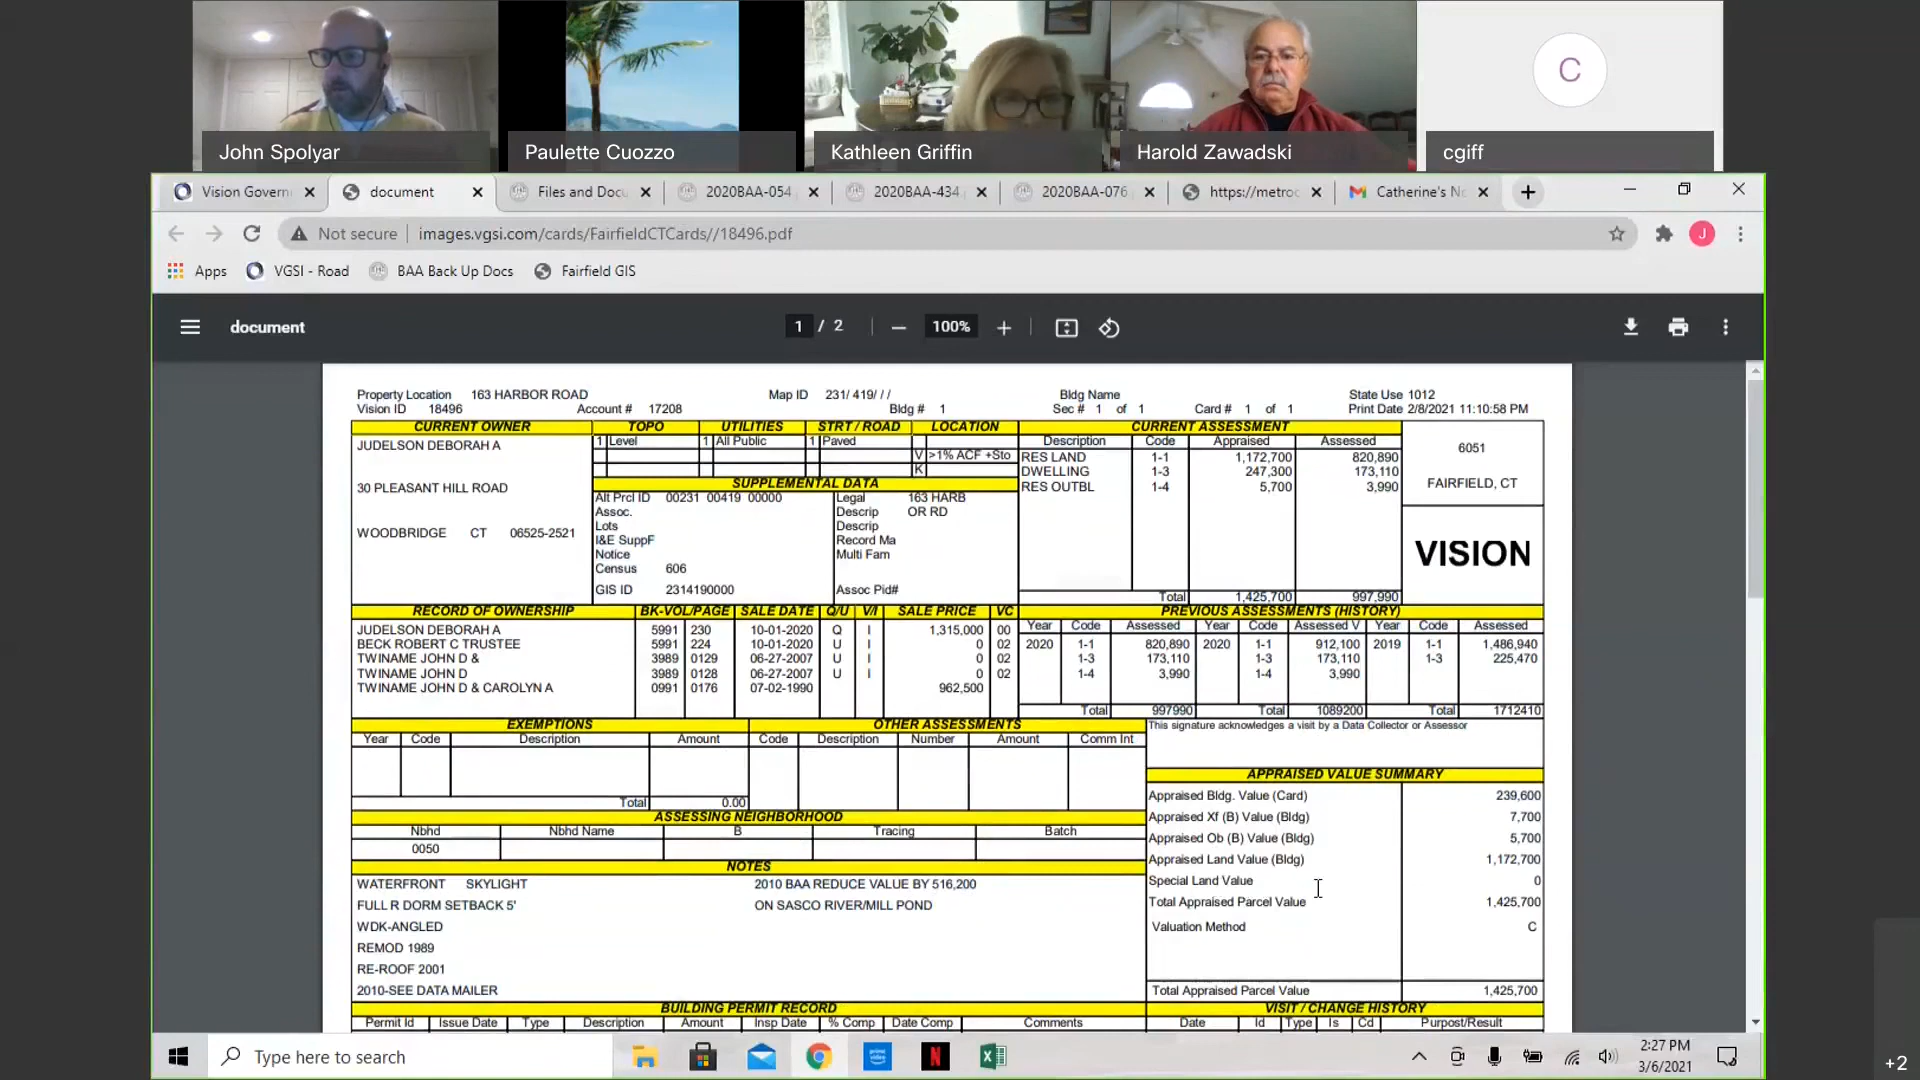 John Spolyar
Paulette Cuozzo
Kathleen Griffin
Harold Zawadski
C
cgiff
Vision Govern
document
Files and Docu
2020BAA-054
2020BAA-434
2020BAA-076
https://metroc
Catherine's No
Not secure
images.vgsi.com/cards/FairfieldCTCards//18496.pdf
J
Apps
VGSI - Road
BAA Back Up Docs
Fairfield GIS
document
1 / 2
100%
Property Location 163 HARBOR ROAD Map ID 231/ 419/ / / Bldg Name State Use 1012
Vision ID 18496 Account # 17208 Bldg # 1 Sec # 1 of 1 Card # 1 of 1 Print Date 2/8/2021 11:10:58 PM
CURRENT OWNER TOPO UTILITIES STRT / ROAD LOCATION CURRENT ASSESSMENT
JUDELSON DEBORAH A 1 Level 1 All Public 1 Paved Description Code Appraised Assessed
V >1% ACF +Sto RES LAND 1-1 1,172,700 820,890
K DWELLING 1-3 247,300 173,110
30 PLEASANT HILL ROAD SUPPLEMENTAL DATA RES OUTBL 1-4 5,700 3,990
6051
FAIRFIELD, CT
VISION
Alt Prcl ID 00231 00419 00000 Legal 163 HARB
Assoc. Descrip OR RD
Lots Descrip
WOODBRIDGE CT 06525-2521 I&E SuppF Record Ma
Notice Multi Fam
Census 606
GIS ID 2314190000 Assoc Pid#
Total 1,425,700 997,990
RECORD OF OWNERSHIP BK-VOL/PAGE SALE DATE Q/U V/I SALE PRICE VC PREVIOUS ASSESSMENTS (HISTORY)
Year Code Assessed Year Code Assessed V Year Code Assessed
JUDELSON DEBORAH A 5991 230 10-01-2020 Q I 1,315,000 00
BECK ROBERT C TRUSTEE 5991 224 10-01-2020 U I 0 02 2020 1-1 820,890 2020 1-1 912,100 2019 1-1 1,486,940
TWINAME JOHN D & 3989 0129 06-27-2007 U I 0 02 1-3 173,110 1-3 173,110 1-3 225,470
TWINAME JOHN D 3989 0128 06-27-2007 U I 0 02 1-4 3,990 1-4 3,990
TWINAME JOHN D & CAROLYN A 0991 0176 07-02-1990 962,500
Total 997990 Total 1089200 Total 1712410
EXEMPTIONS OTHER ASSESSMENTS This signature acknowledges a visit by a Data Collector or Assessor
Year Code Description Amount Code Description Number Amount Comm Int
Total 0.00
APPRAISED VALUE SUMMARY
Appraised Bldg. Value (Card) 239,600
Appraised Xf (B) Value (Bldg) 7,700
Appraised Ob (B) Value (Bldg) 5,700
Appraised Land Value (Bldg) 1,172,700
Special Land Value 0
Total Appraised Parcel Value 1,425,700
Valuation Method C
Total Appraised Parcel Value 1,425,700
ASSESSING NEIGHBORHOOD
Nbhd Nbhd Name B Tracing Batch
0050
NOTES
WATERFRONT SKYLIGHT 2010 BAA REDUCE VALUE BY 516,200
FULL R DORM SETBACK 5' ON SASCO RIVER/MILL POND
WDK-ANGLED
REMOD 1989
RE-ROOF 2001
2010-SEE DATA MAILER
BUILDING PERMIT RECORD VISIT / CHANGE HISTORY
Permit Id Issue Date Type Description Amount Insp Date % Comp Date Comp Comments Date Id Type Is Cd Purpost/Result
Type here to search
2:27 PM
3/6/2021
+2